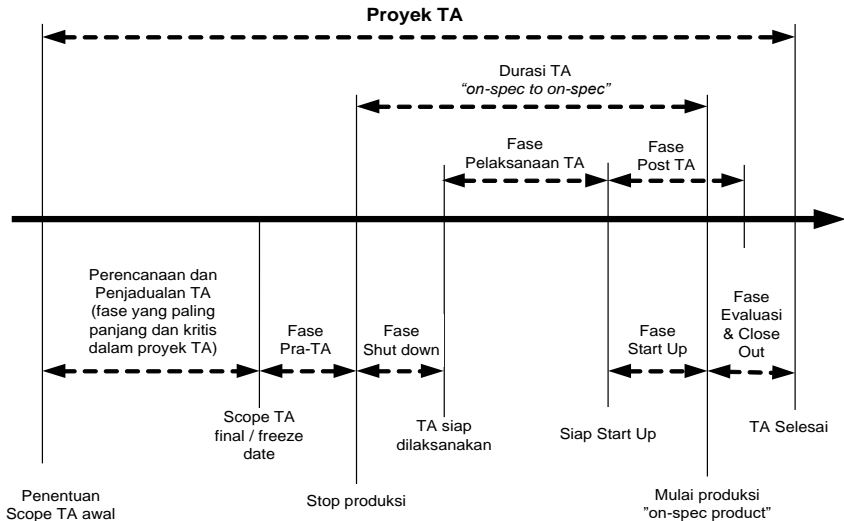 Proyek TA
Durasi TA
“on-spec to on-spec”
Fase
Pelaksanaan TA
Fase
Post TA
Perencanaan dan
Penjadualan TA
(fase yang paling
panjang dan kritis
dalam proyek TA)
Fase
Pra-TA
Fase
Shut down
Fase
Start Up
Fase
Evaluasi
& Close
Out
Scope TA
final / freeze
date
TA siap
dilaksanakan
Siap Start Up
TA Selesai
Penentuan
Scope TA awal
Stop produksi
Mulai produksi
”on-spec product”